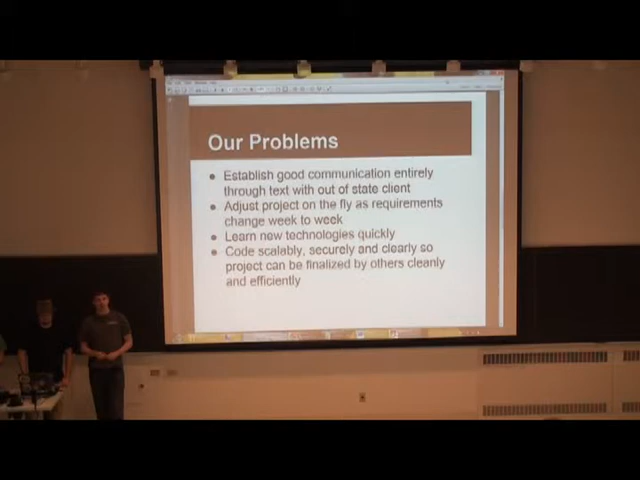 Our Problems
Establish good communication entirely
through text with out of state client
Adjust project on the fly as requirements
change week to week
Learn new technologies quickly
Code scalably, securely and clearly so
project can be finalized by others cleanly
and efficiently